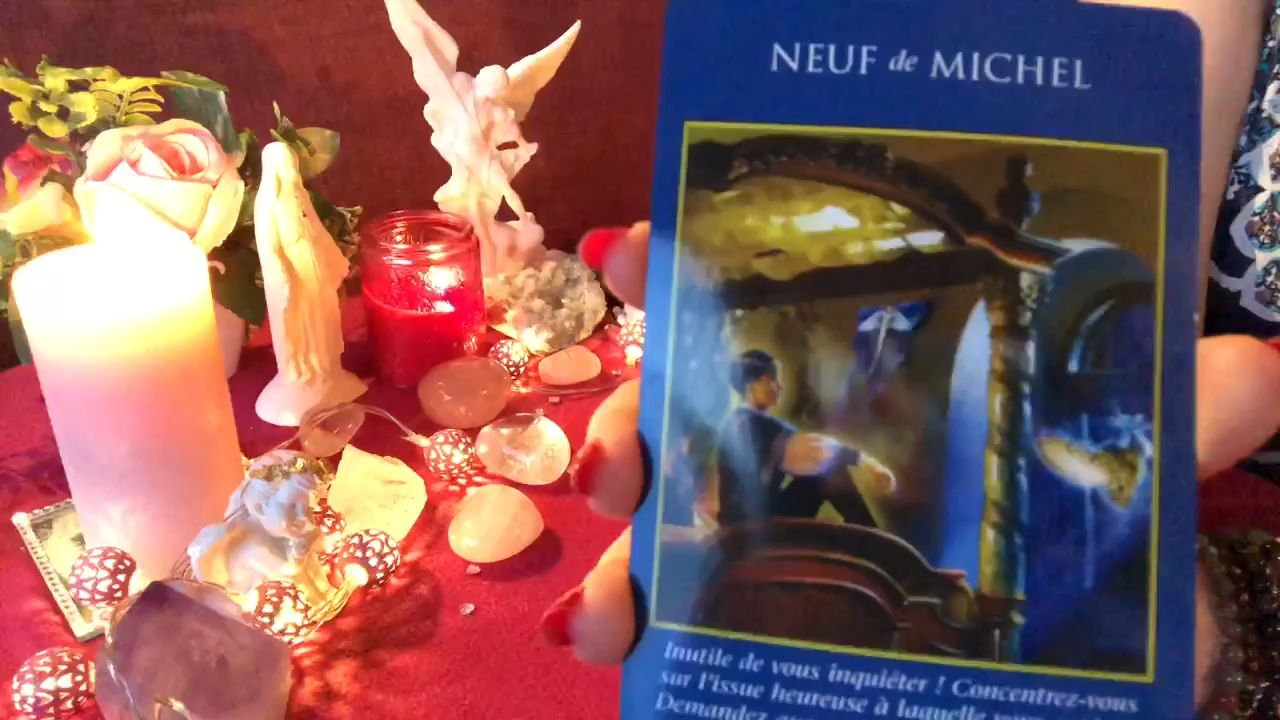 NEUF de MICHEL
Inutile de vous inquiéter ! Concentrez-vous
sur l'issue heureuse à laquelle
Demandez